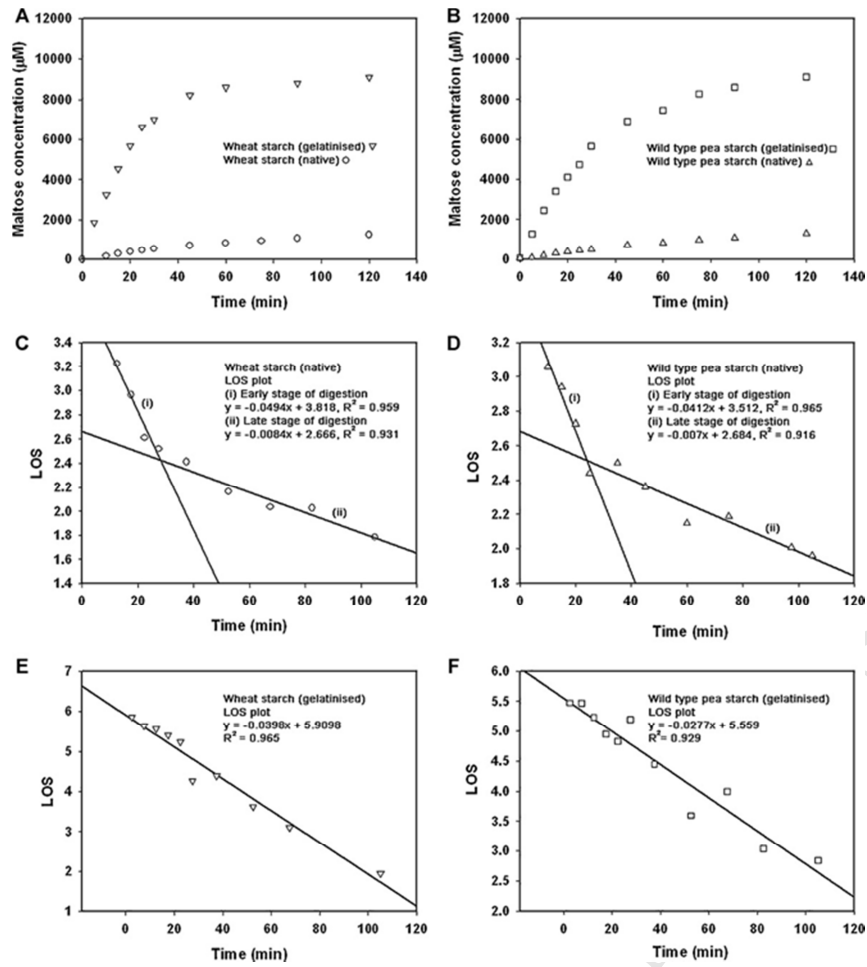 A
Maltose concentration (µM)
12000
10000
8000
6000
4000
2000
0
Wheat starch (gelatinised)
Wheat starch (native)
0 20 40 60 80 100 120 140
Time (min)
B
Maltose concentration (µM)
12000
10000
8000
6000
4000
2000
0
Wild type pea starch (gelatinised)
Wild type pea starch (native)
0 20 40 60 80 100 120 140
Time (min)
C
LOS
3.4
3.2
3.0
2.8
2.6
2.4
2.2
2.0
1.8
1.6
1.4
Wheat starch (native)
LOS plot
(i) Early stage of digestion
y = -0.0494x + 3.818, R² = 0.959
(ii) Late stage of digestion
y = -0.0084x + 2.666, R² = 0.931
(i)
(ii)
0 20 40 60 80 100 120
Time (min)
D
LOS
3.2
3.0
2.8
2.6
2.4
2.2
2.0
1.8
Wild type pea starch (native)
LOS plot
(i) Early stage of digestion
y = -0.0412x + 3.512, R² = 0.965
(ii) Late stage of digestion
y = -0.007x + 2.684, R² = 0.916
(i)
(ii)
0 20 40 60 80 100 120
Time (min)
E
LOS
7
6
5
4
3
2
1
Wheat starch (gelatinised)
LOS plot
y = -0.0398x + 5.9098
R² = 0.965
0 20 40 60 80 100 120
Time (min)
F
LOS
6.0
5.5
5.0
4.5
4.0
3.5
3.0
2.5
2.0
Wild type pea starch (gelatinised)
LOS plot
y = -0.0277x + 5.559
R² = 0.929
0 20 40 60 80 100 120
Time (min)